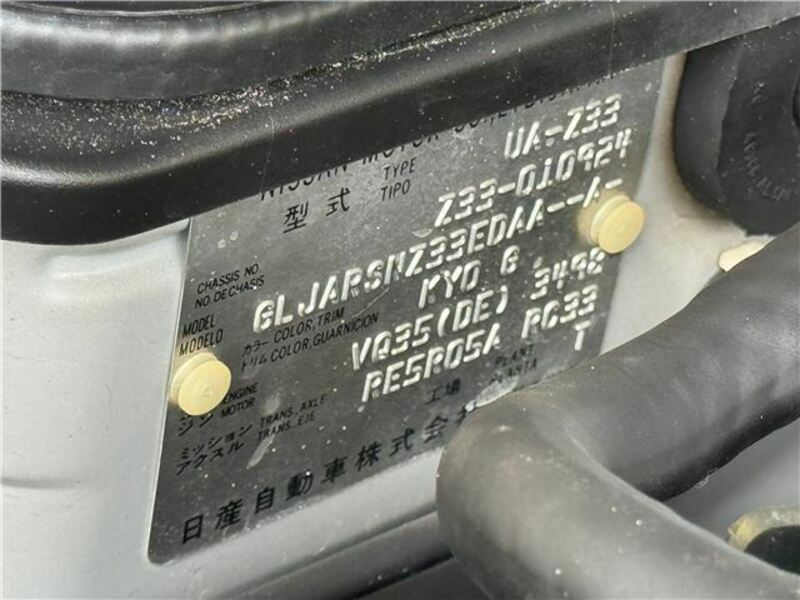 NISSAN MOTOR
型式 TYPE TIPO UA-Z33
CHASSIS NO
NO. DE CHASIS Z33-010924
MODEL
MODELO GLJARSNZ33EDAA--A-
カラー COLOR, TRIM
トリム COLOR, GUARNICION KY0 G
ENGINE
MOTOR VQ35(DE) 3498
ミッション TRANS. AXLE
アクスル TRANS. EJE RE5R05A RC33
工場 PLANT
PLANTA T
日産自動車株式会社